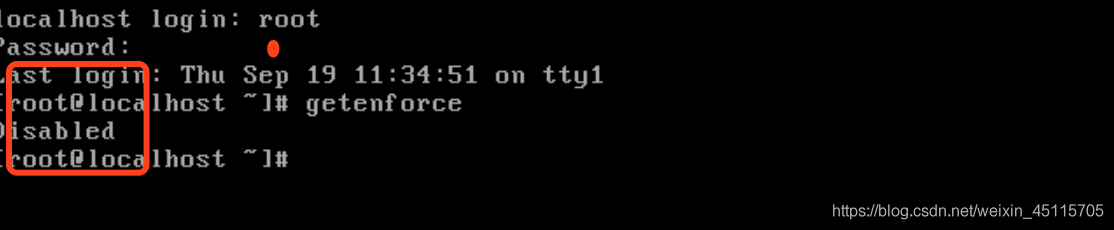 localhost login: root
Password:
Last login: Thu Sep 19 11:34:51 on tty1
[root@localhost ~]# getenforce
Disabled
[root@localhost ~]#
https://blog.csdn.net/weixin_45115705